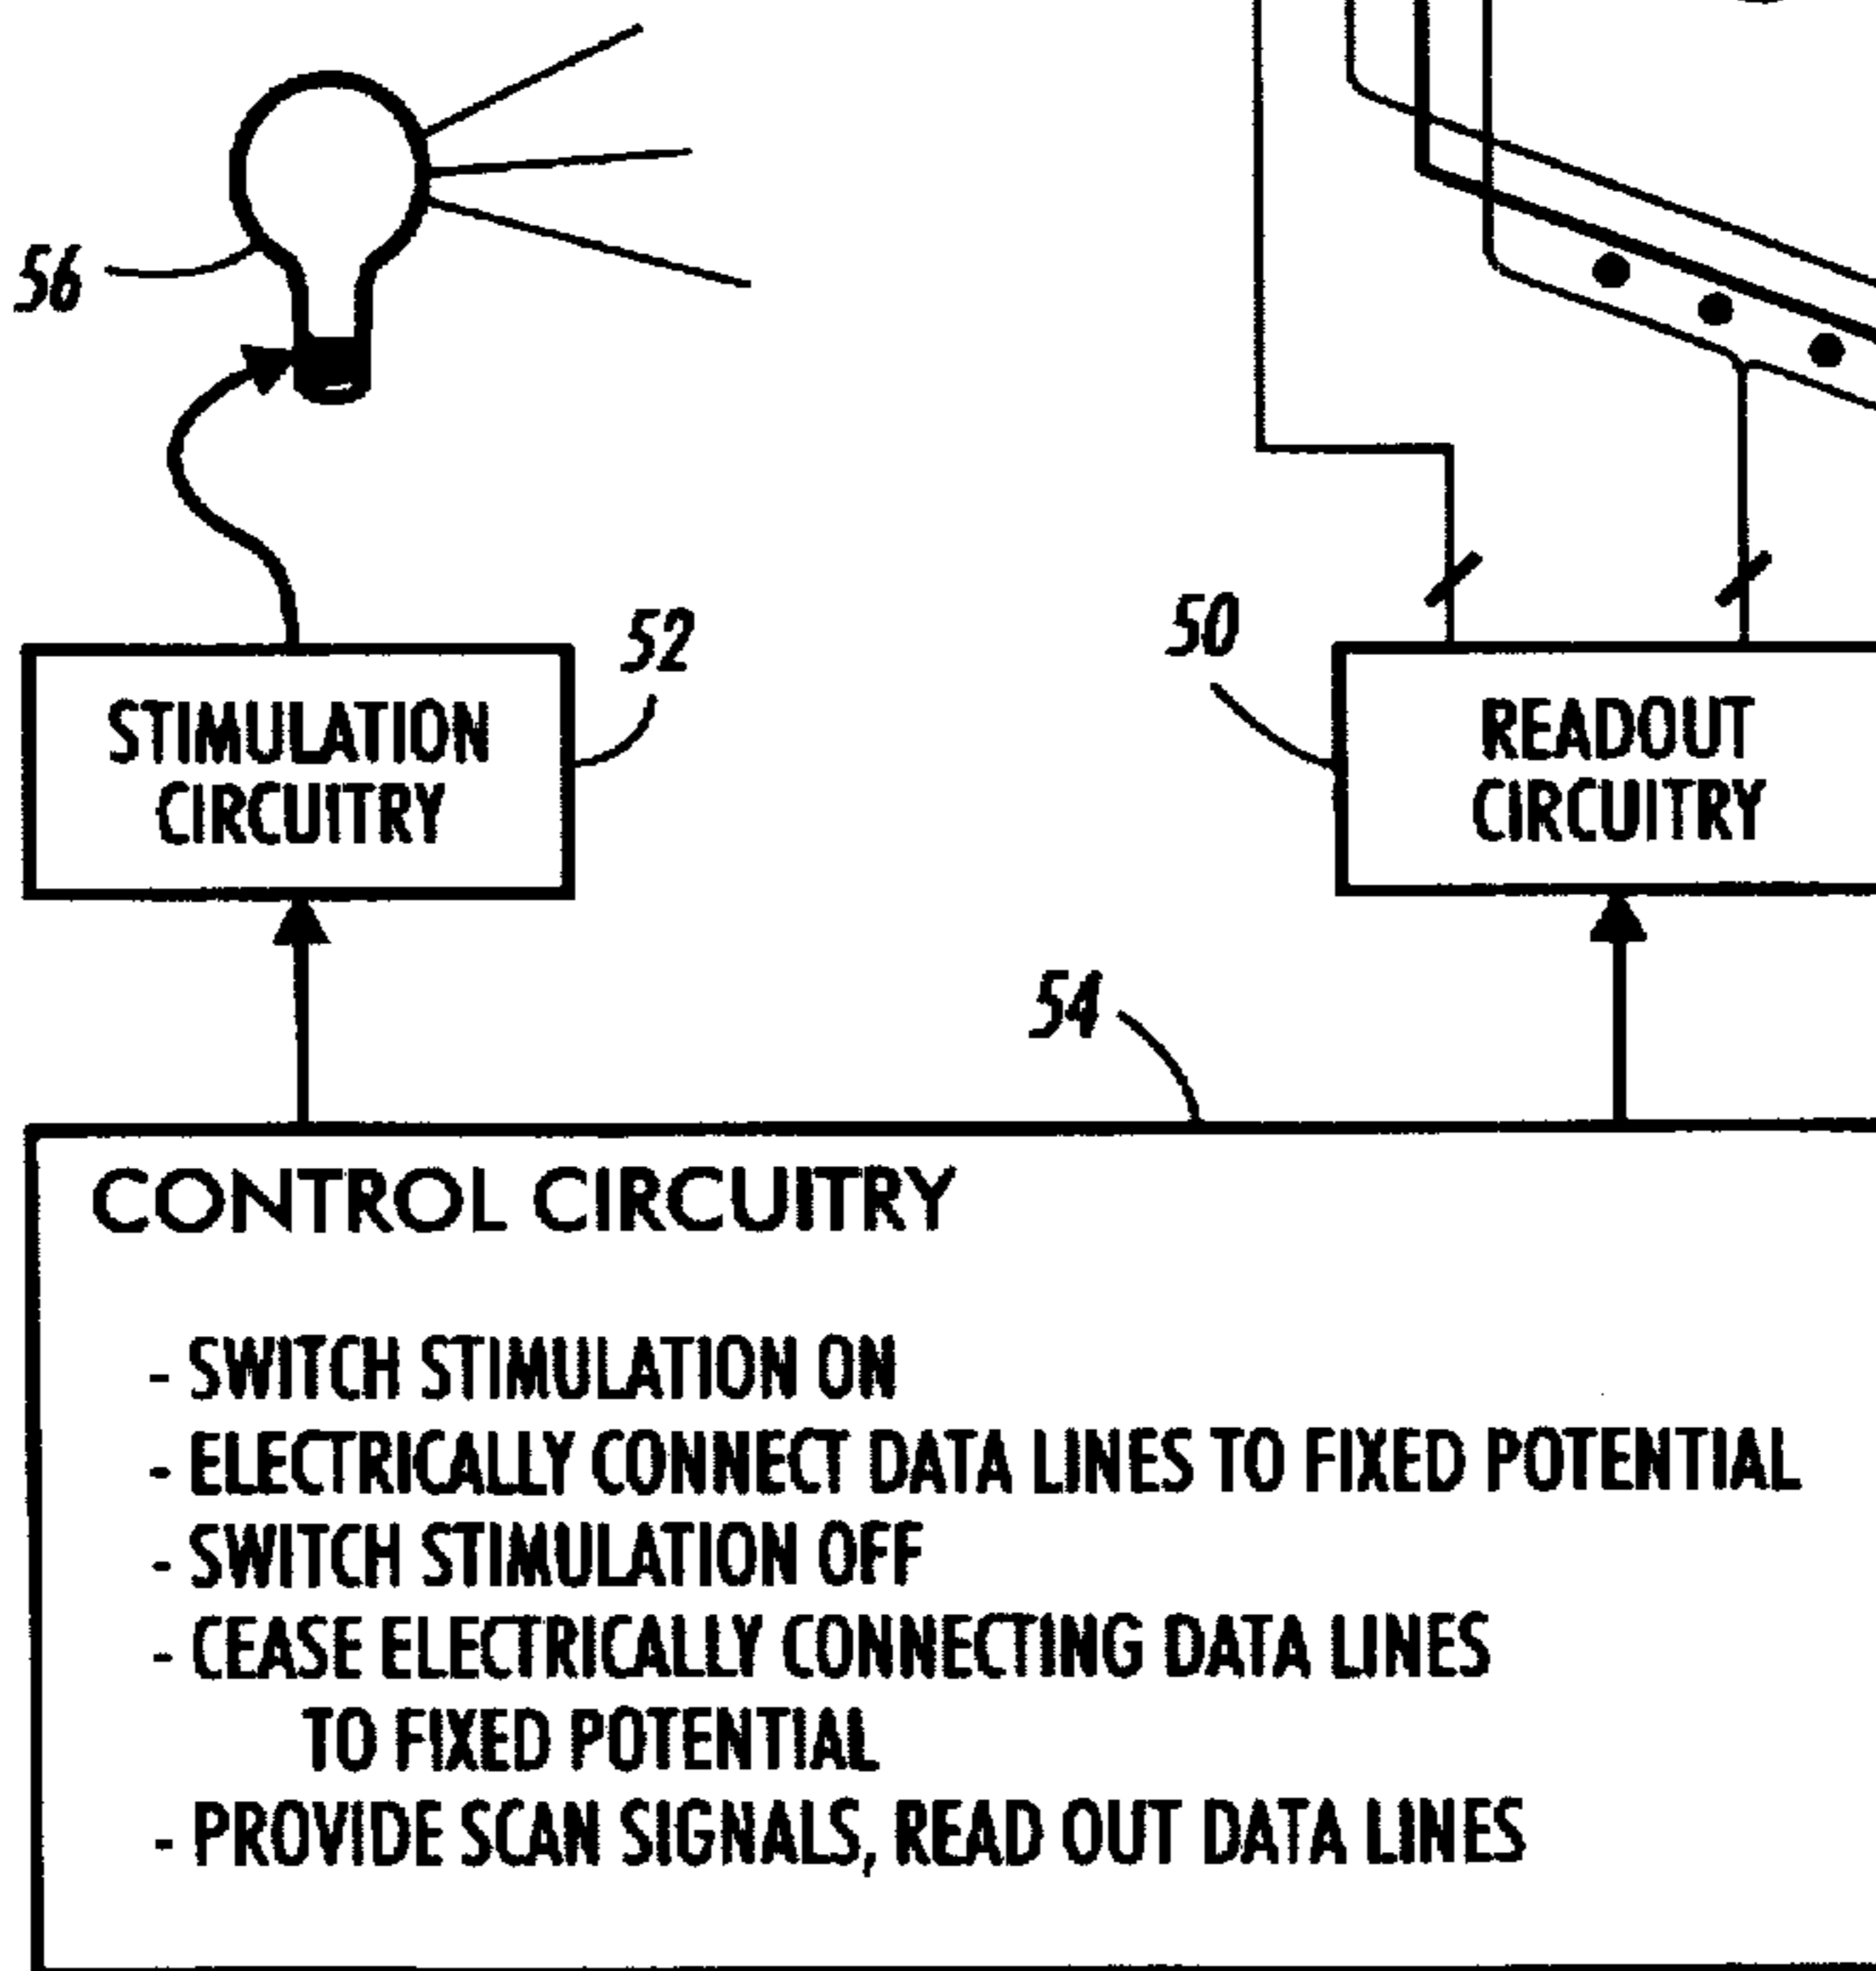 56
52
50
STIMULATION
CIRCUITRY
READOUT
CIRCUITRY
54
CONTROL CIRCUITRY
- SWITCH STIMULATION ON
- ELECTRICALLY CONNECT DATA LINES TO FIXED POTENTIAL
- SWITCH STIMULATION OFF
- CEASE ELECTRICALLY CONNECTING DATA LINES
TO FIXED POTENTIAL
- PROVIDE SCAN SIGNALS, READ OUT DATA LINES